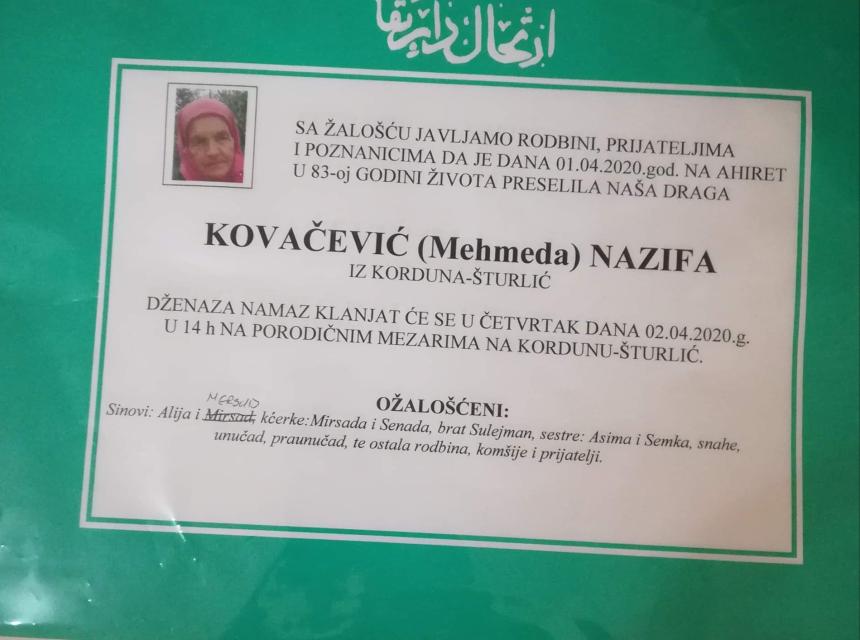 ارتحال دار بقا
SA ŽALOŠĆU JAVLJAMO RODBINI, PRIJATELJIMA
I POZNANICIMA DA JE DANA 01.04.2020.god. NA AHIRET
U 83-oj GODINI ŽIVOTA PRESELILA NAŠA DRAGA
KOVAČEVIĆ (Mehmeda) NAZIFA
IZ KORDUNA-ŠTURLIĆ
DŽENAZA NAMAZ KLANJAT ĆE SE U ČETVRTAK DANA 02.04.2020.g.
U 14 h NA PORODIČNIM MEZARIMA NA KORDUNU-ŠTURLIĆ.
OŽALOŠĆENI:
MERSUD
Sinovi: Alija i Mirsad, kćerke:Mirsada i Senada, brat Sulejman, sestre: Asima i Semka, snahe,
unučad, praunučad, te ostala rodbina, komšije i prijatelji.